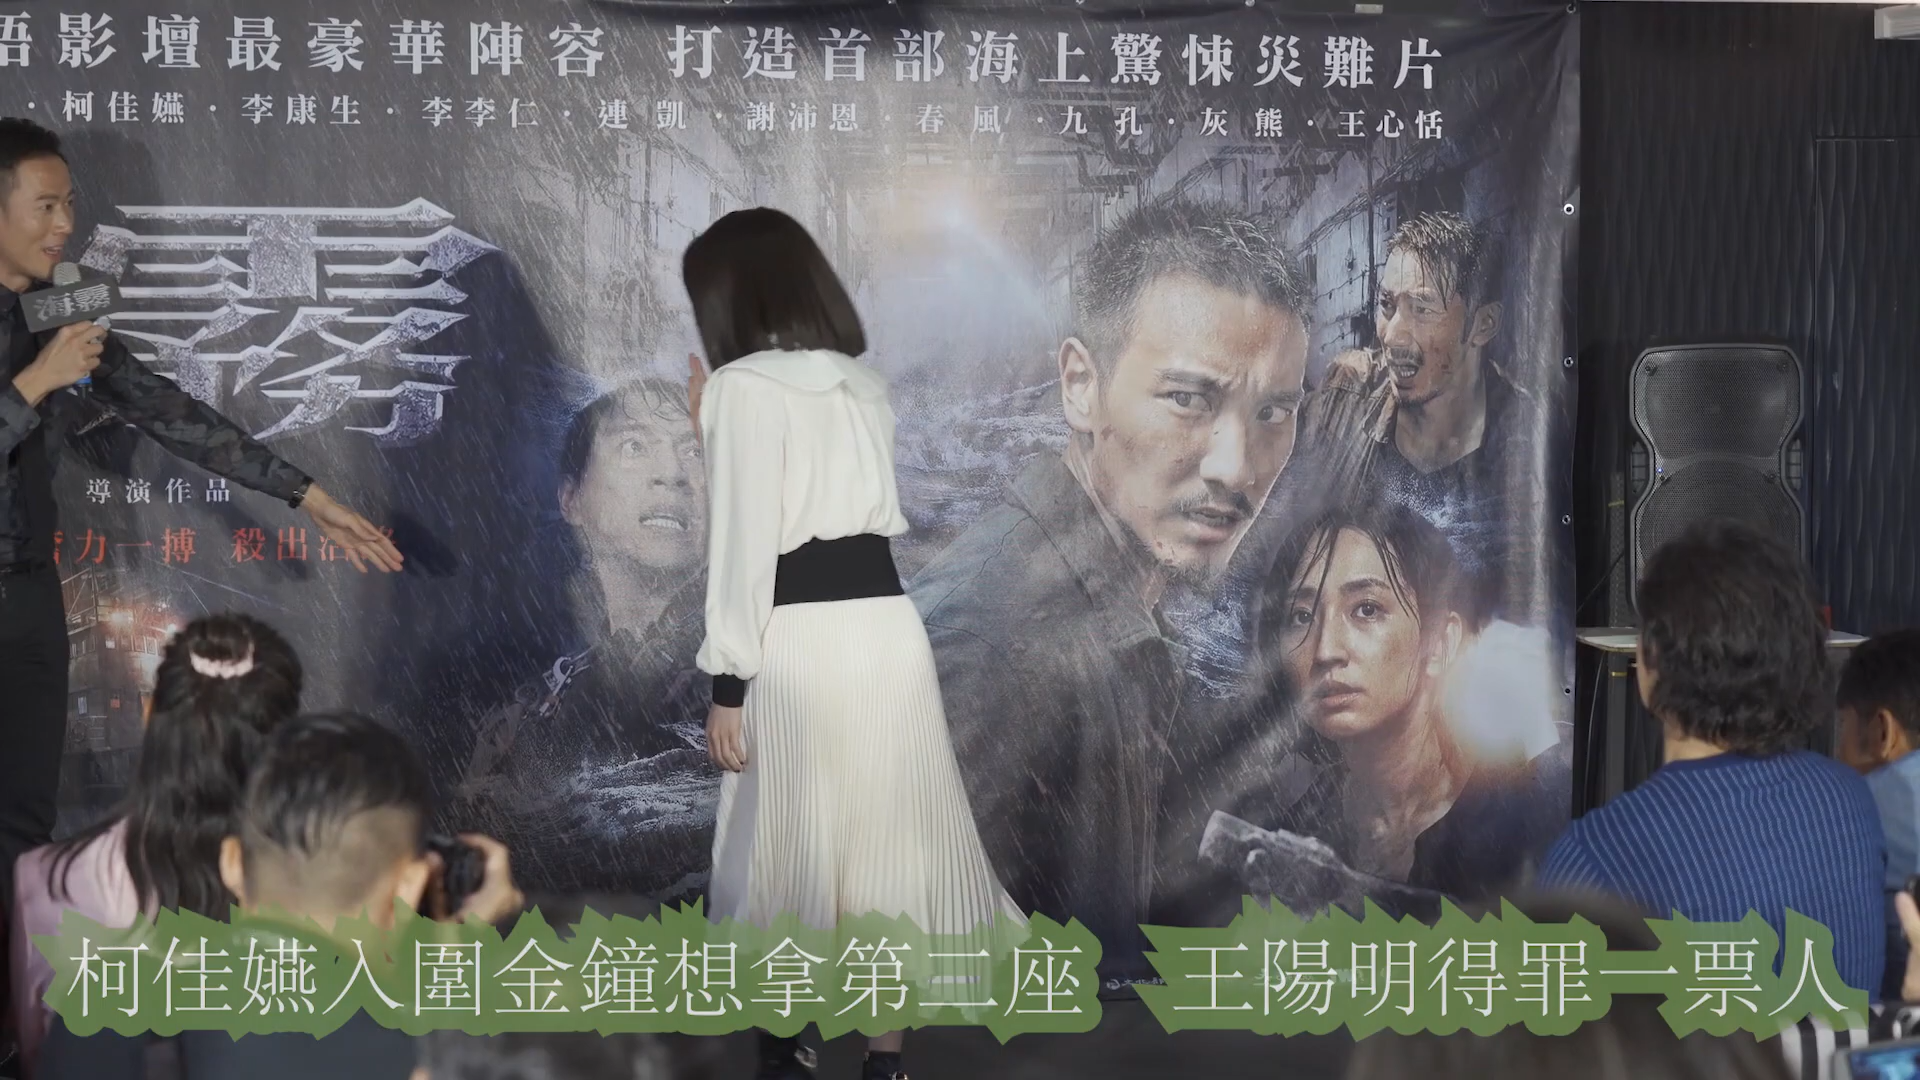 語影壇最豪華陣容 打造首部海上驚悚災難片
·柯佳嬿·李康生·李李仁·連凱·謝沛恩·春風·九孔·灰熊·王心恬
霧
海霧
導演作品
奮力一搏 殺出活路
柯佳嬿入圍金鐘想拿第二座 王陽明得罪一票人